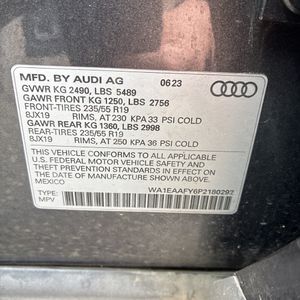 MFD. BY AUDI AG 0623
GVWR KG 2490, LBS 5489
GAWR FRONT KG 1250, LBS 2756
FRONT-TIRES 235/55 R19
8JX19 RIMS, AT 230 KPA 33 PSI COLD
GAWR REAR KG 1360, LBS 2998
REAR-TIRES 235/55 R19
8JX19 RIMS, AT 250 KPA 36 PSI COLD
THIS VEHICLE CONFORMS TO ALL APPLICABLE
U.S. FEDERAL MOTOR VEHICLE SAFETY AND
THEFT PREVENTION STANDARDS IN EFFECT ON
THE DATE OF MANUFACTURE SHOWN ABOVE.
MEXICO
TYPE: WA1EAAFY6P2180292
MPV